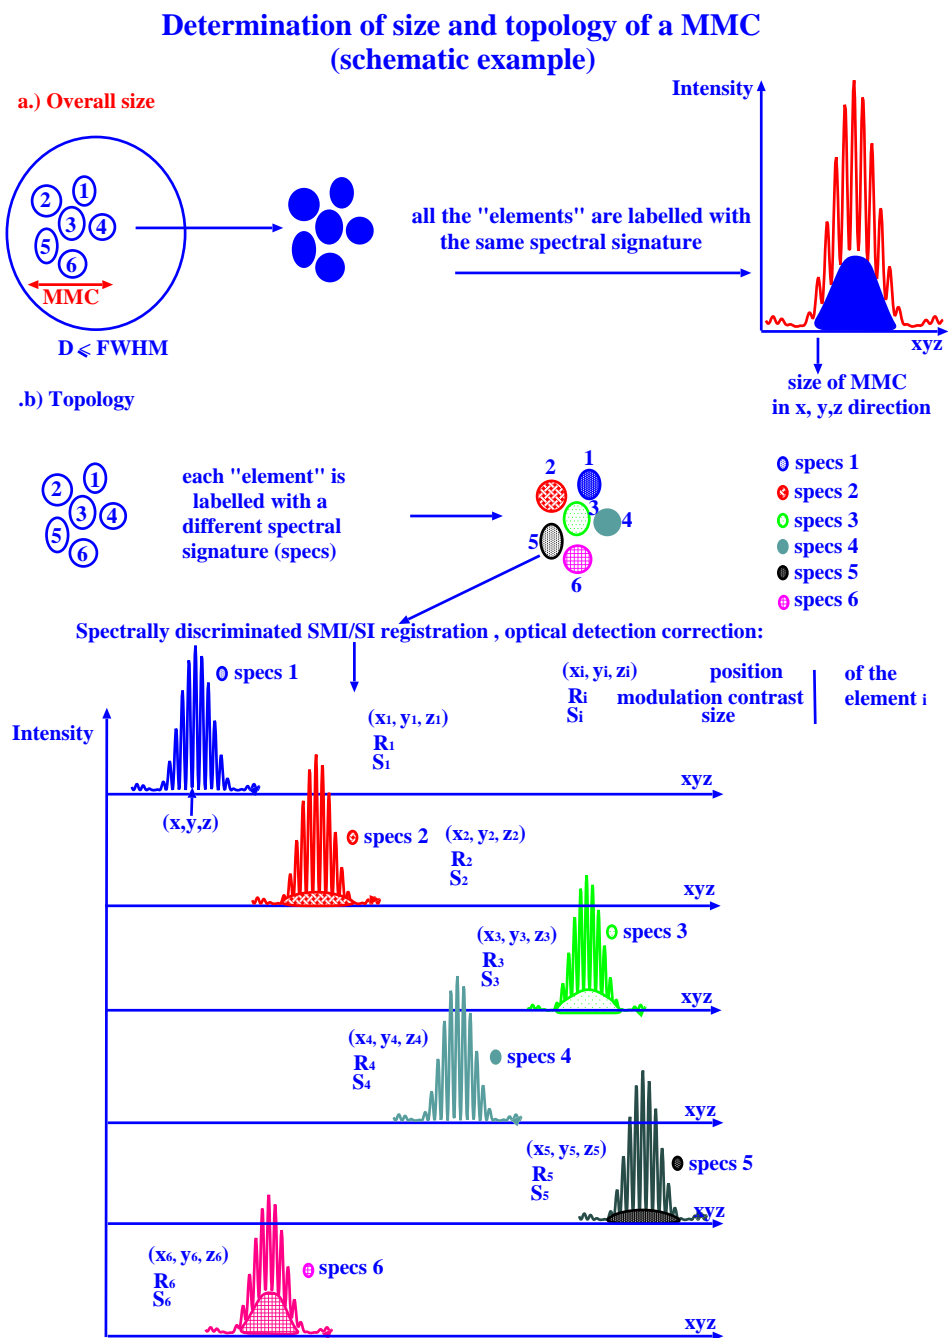 Determination of size and topology of a MMC
(schematic example)
a.) Overall size
Intensity
1
2
3
4
5
6
MMC
D ⩽ FWHM
all the "elements" are labelled with
the same spectral signature
xyz
size of MMC
in x, y,z direction
.b) Topology
1
2
3
4
5
6
each "element" is
labelled with a
different spectral
signature (specs)
1
2
3
4
5
6
specs 1
specs 2
specs 3
specs 4
specs 5
specs 6
Spectrally discriminated SMI/SI registration , optical detection correction:
(xi, yi, zi) position
Ri modulation contrast
Si size
of the
element i
Intensity
specs 1
(x1, y1, z1)
R1
S1
xyz
(x,y,z)
specs 2
(x2, y2, z2)
R2
S2
xyz
specs 3
(x3, y3, z3)
R3
S3
xyz
(x4, y4, z4)
R4
S4
specs 4
xyz
(x5, y5, z5)
R5
S5
specs 5
xyz
(x6, y6, z6)
R6
S6
specs 6
xyz